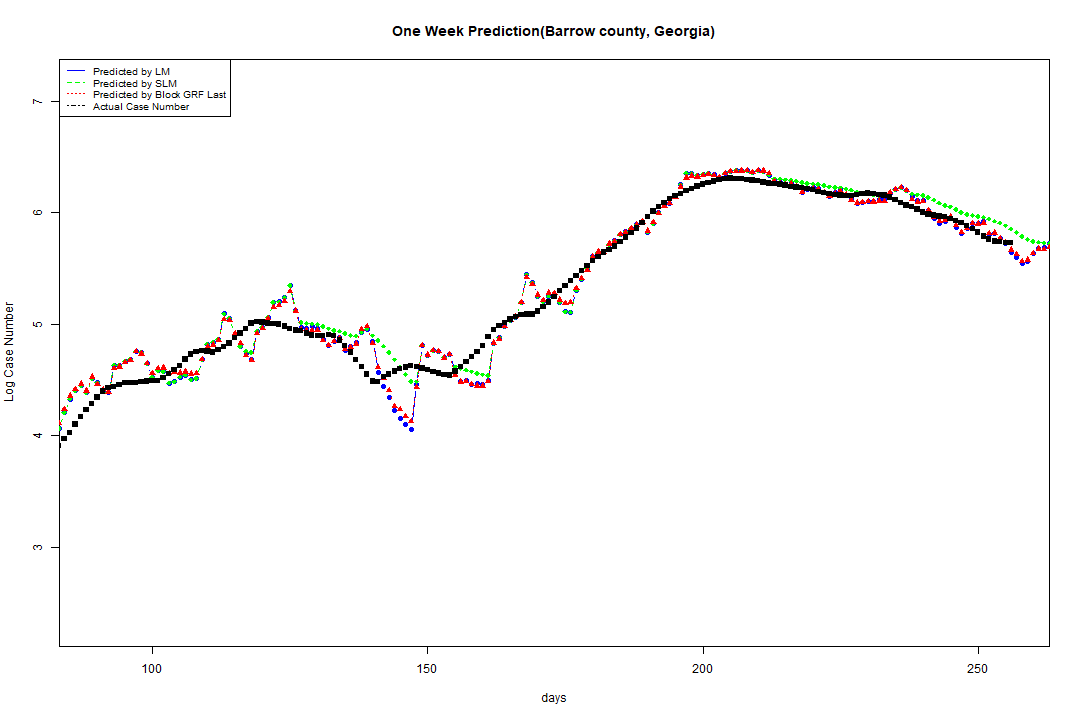 One Week Prediction(Barrow county, Georgia)
Predicted by LM
Predicted by SLM
Predicted by Block GRF Last
Actual Case Number
Log Case Number
7
6
5
4
3
100 150 200 250
days